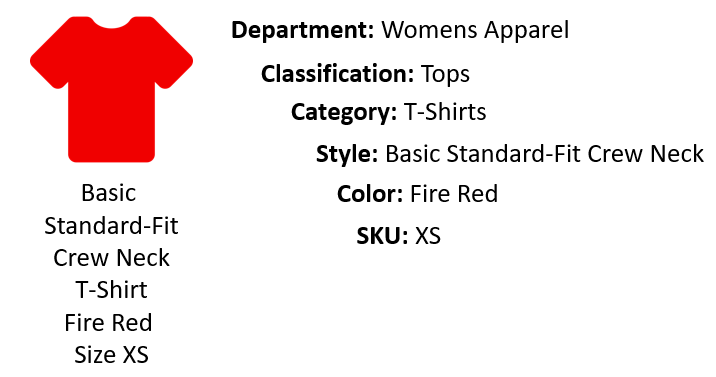 Department: Womens Apparel
Classification: Tops
Category: T-Shirts
Style: Basic Standard-Fit Crew Neck
Color: Fire Red
SKU: XS
Basic
Standard-Fit
Crew Neck
T-Shirt
Fire Red
Size XS